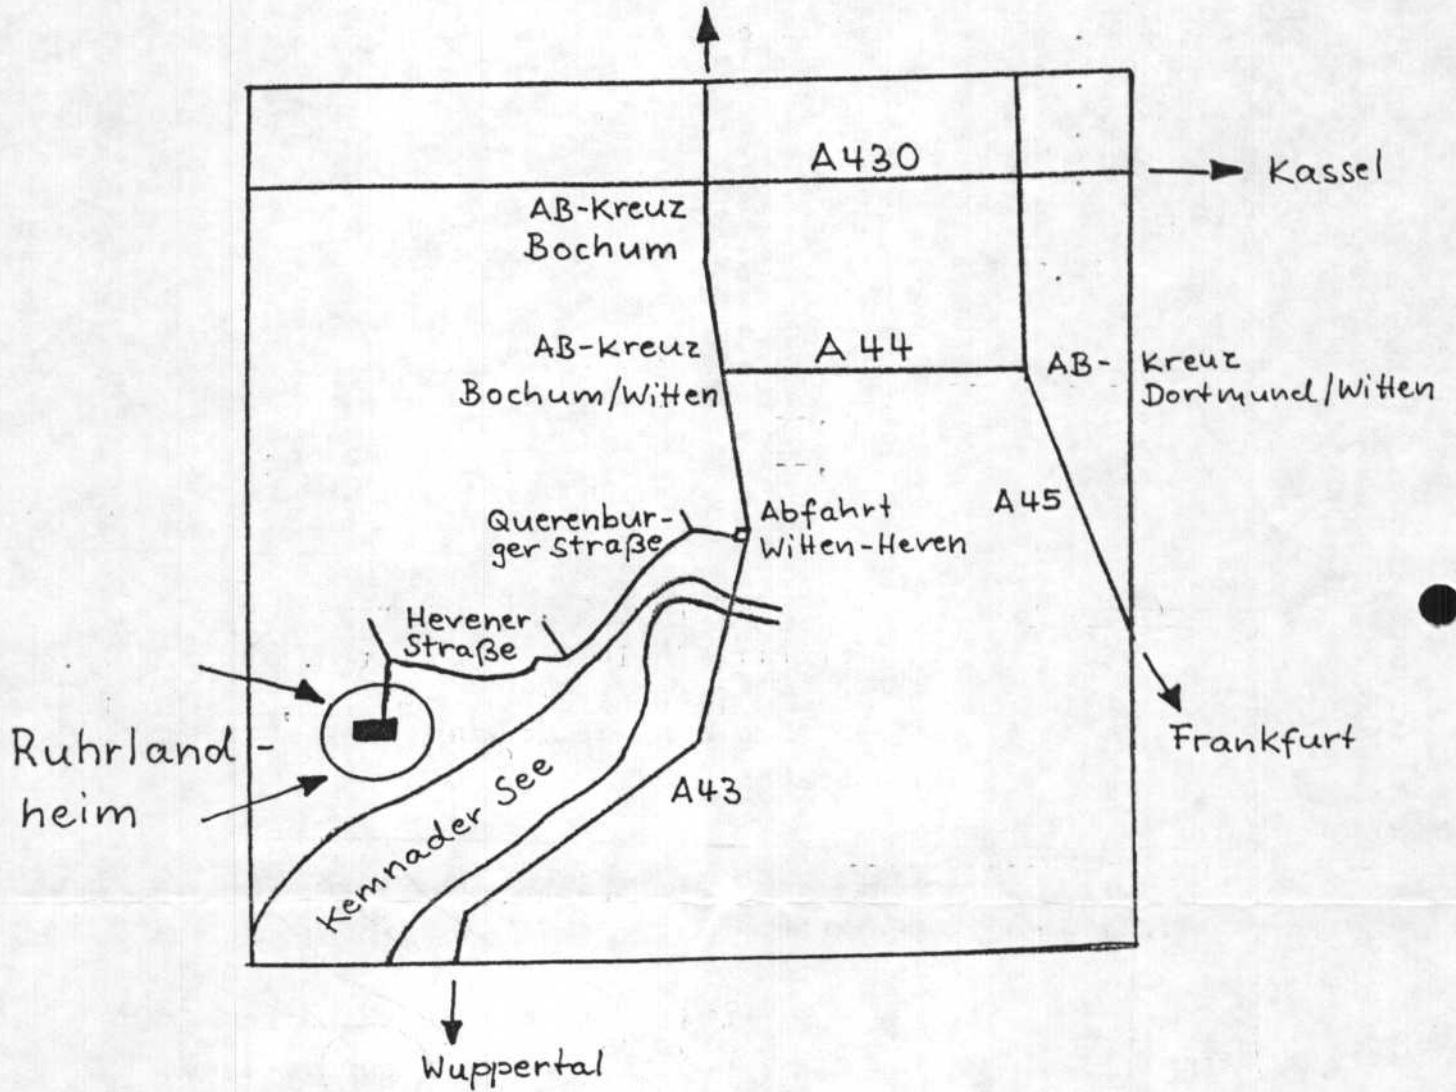 A430
Kassel
AB-Kreuz
Bochum
AB-Kreuz
Bochum/Witten
A 44
AB- Kreuz
Dortmund/Witten
A45
Querenbur-
ger Straße
Abfahrt
Witten-Heven
Hevener
Straße
Ruhrland-
heim
Frankfurt
A43
Kemnader See
Wuppertal